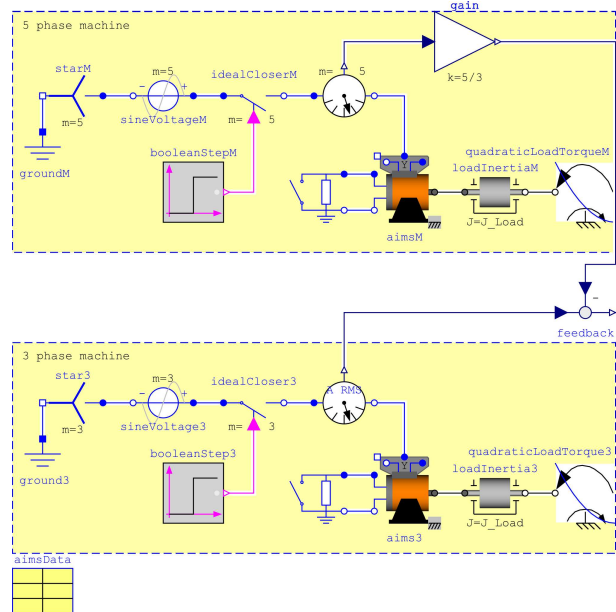 gain
5 phase machine
starM
m=5
idealCloserM
m= 5
- +
k=5/3
m=5
sineVoltageM
m= 5
booleanStepM
quadraticLoadTorqueM
Y
loadInertiaM
groundM
J=J_Load
aimsM
-
feedback
3 phase machine
star3
m=3
idealCloser3
A RMS
- +
m=3
sineVoltage3
m= 3
booleanStep3
quadraticLoadTorque3
Y
loadInertia3
ground3
J=J_Load
aims3
aimsData